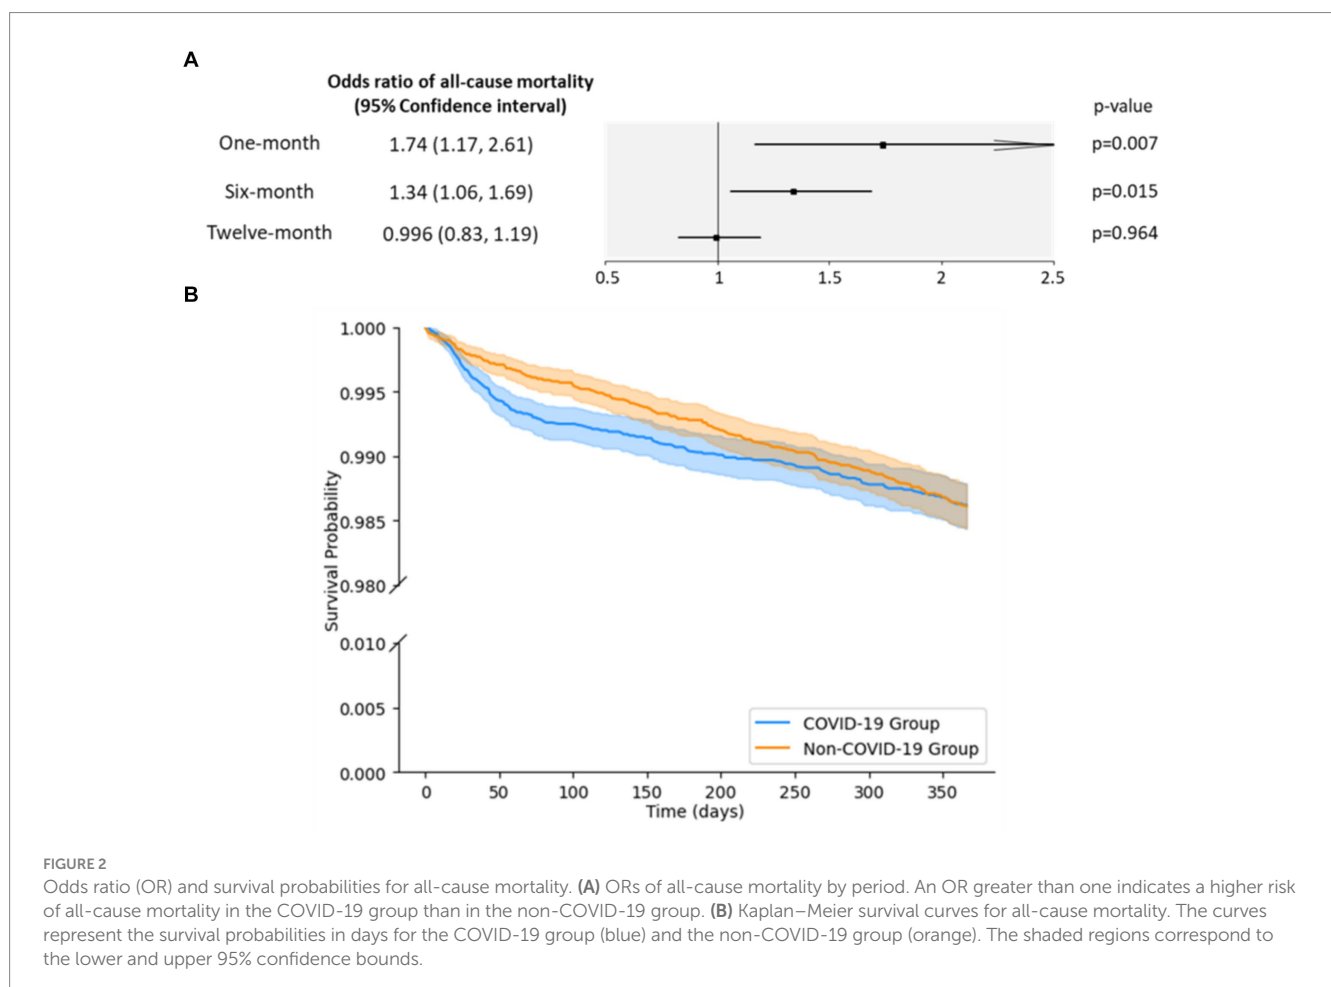 A
Odds ratio of all-cause mortality
(95% Confidence interval)
p-value
One-month 1.74 (1.17, 2.61) p=0.007
Six-month 1.34 (1.06, 1.69) p=0.015
Twelve-month 0.996 (0.83, 1.19) p=0.964
0.5 1 1.5 2 2.5
B
1.000
0.995
0.990
0.985
0.980
0.010
0.005
0.000
Survival Probability
COVID-19 Group
Non-COVID-19 Group
0 50 100 150 200 250 300 350
Time (days)
FIGURE 2
Odds ratio (OR) and survival probabilities for all-cause mortality. (A) ORs of all-cause mortality by period. An OR greater than one indicates a higher risk
of all-cause mortality in the COVID-19 group than in the non-COVID-19 group. (B) Kaplan–Meier survival curves for all-cause mortality. The curves
represent the survival probabilities in days for the COVID-19 group (blue) and the non-COVID-19 group (orange). The shaded regions correspond to
the lower and upper 95% confidence bounds.